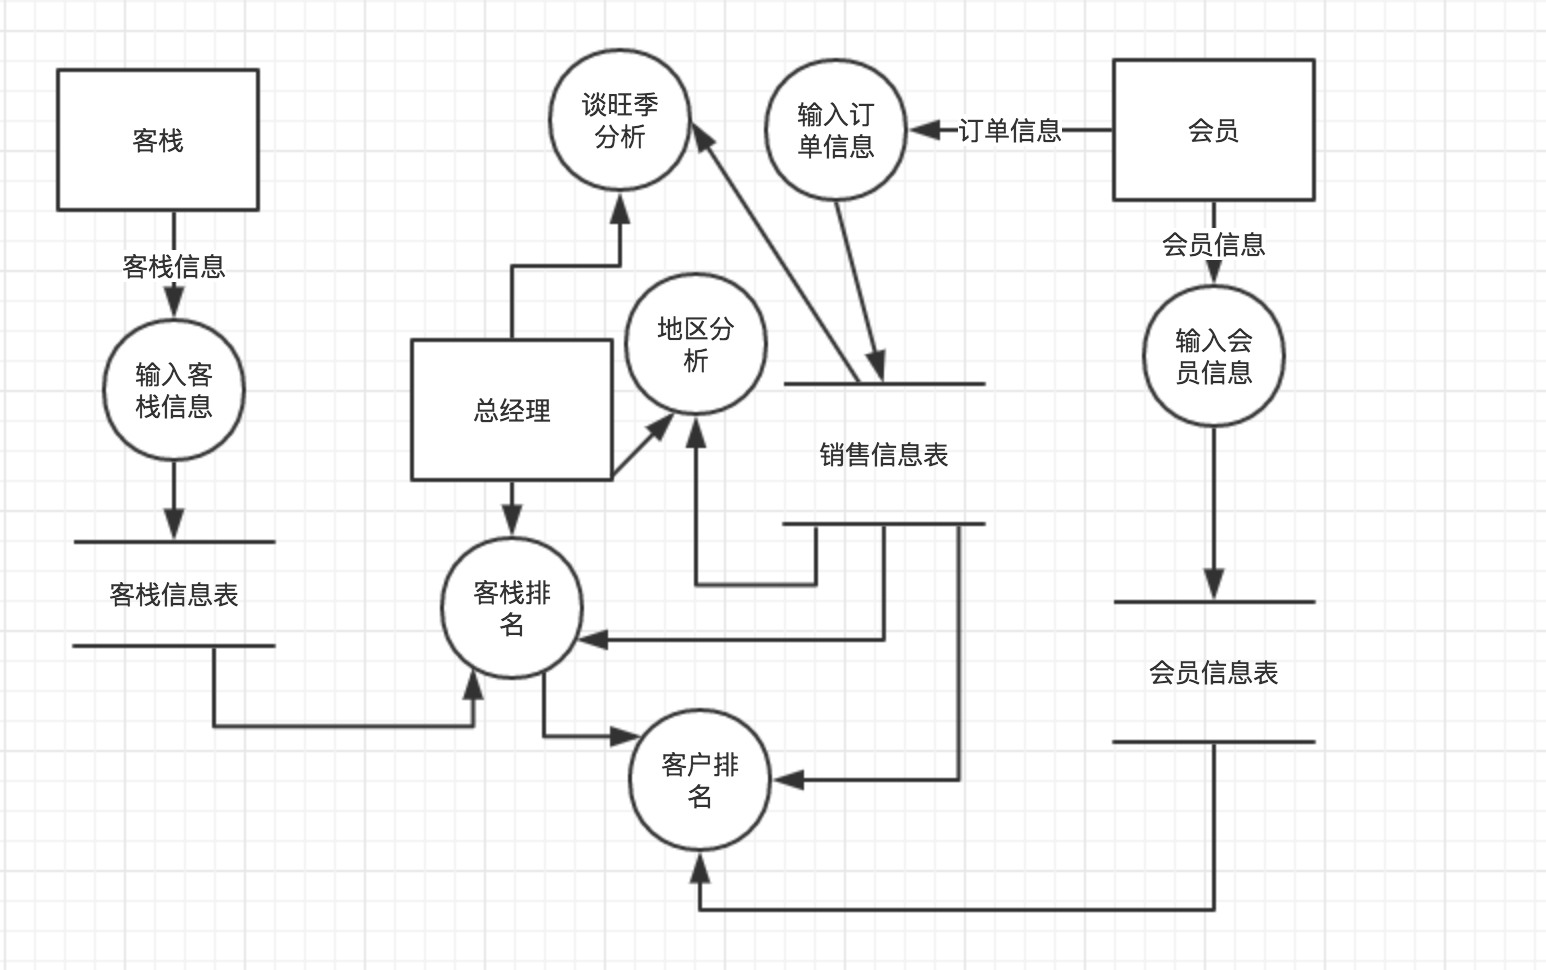 客栈
谈旺季
分析
输入订
单信息
订单信息
会员
客栈信息
会员信息
输入客
栈信息
总经理
地区分
析
输入会
员信息
销售信息表
客栈信息表
客栈排
名
会员信息表
客户排
名